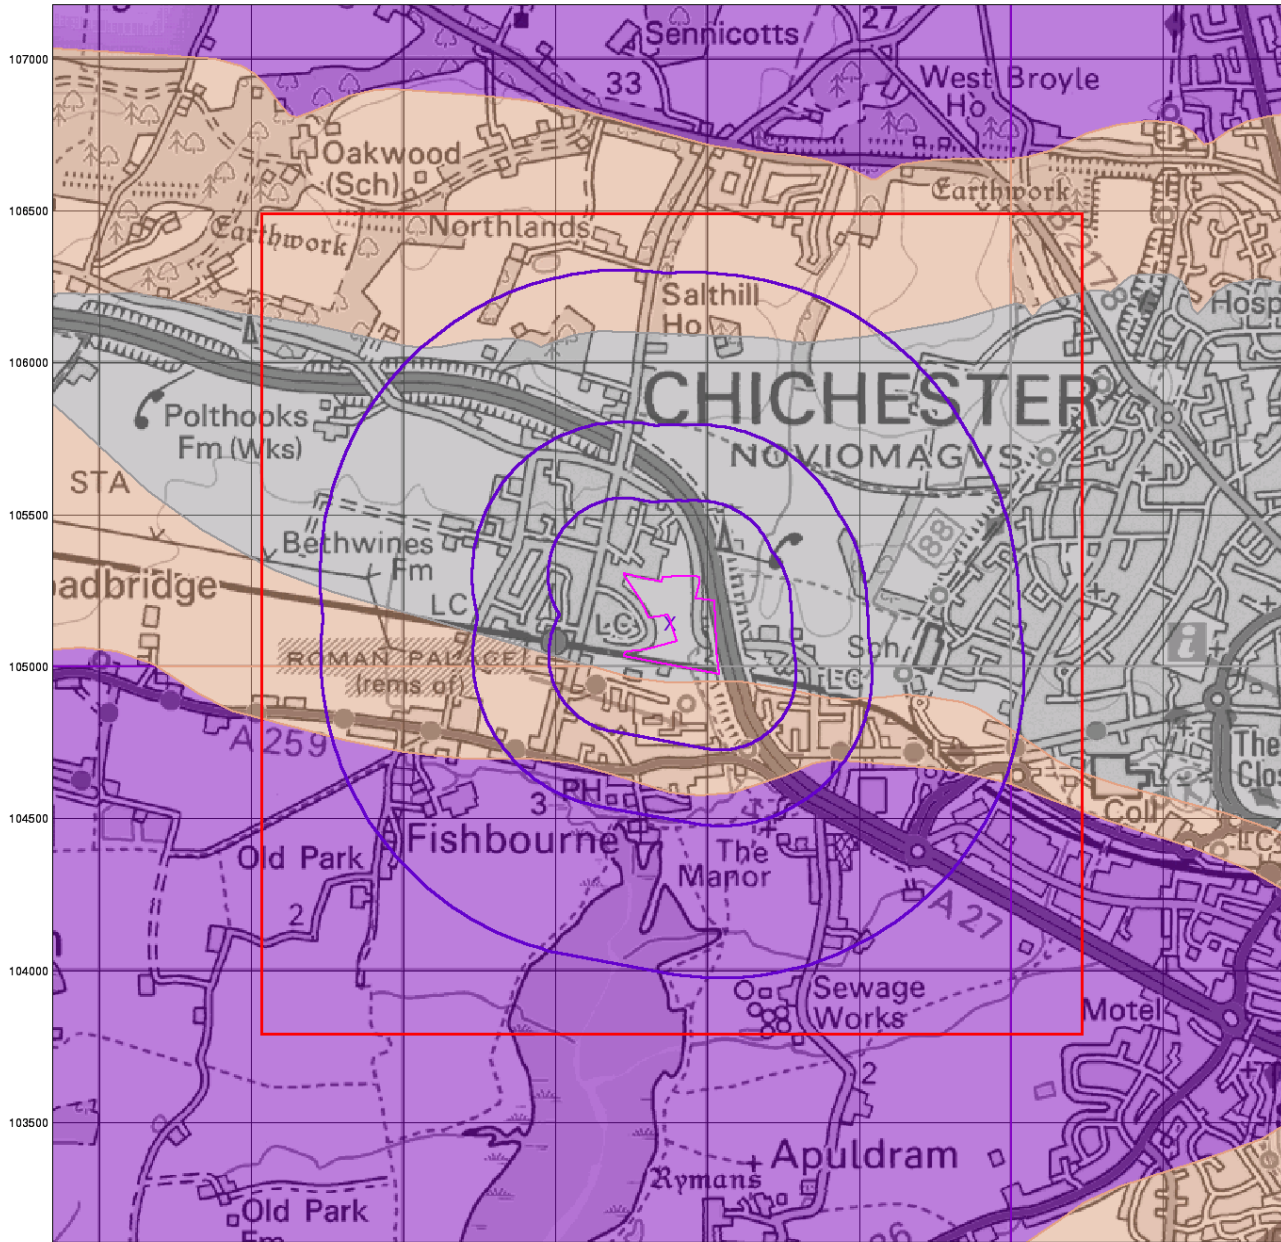 Sennicotts
27
107000
33
West Broyle
Ho
Oakwood
(Sch)
Earthwork
106500
Northlands
Earthwork
Salthill
Ho
Hosp
106000
CHICHESTER
Polthooks
Fm (Wks)
NOVIOMAGVS
STA
105500
88
Bethwines
Fm
adbridge
LC
LC
X
i
Sch
105000
ROMAN PALACE
(rems of)
LC
A 259
The
Clo
3
PH
Coll
104500
Fishbourne
LC
Old Park
The
Manor
2
A 27
104000
Sewage
Works
Motel
2
103500
Apuldram
Rymans
Old Park
Fm